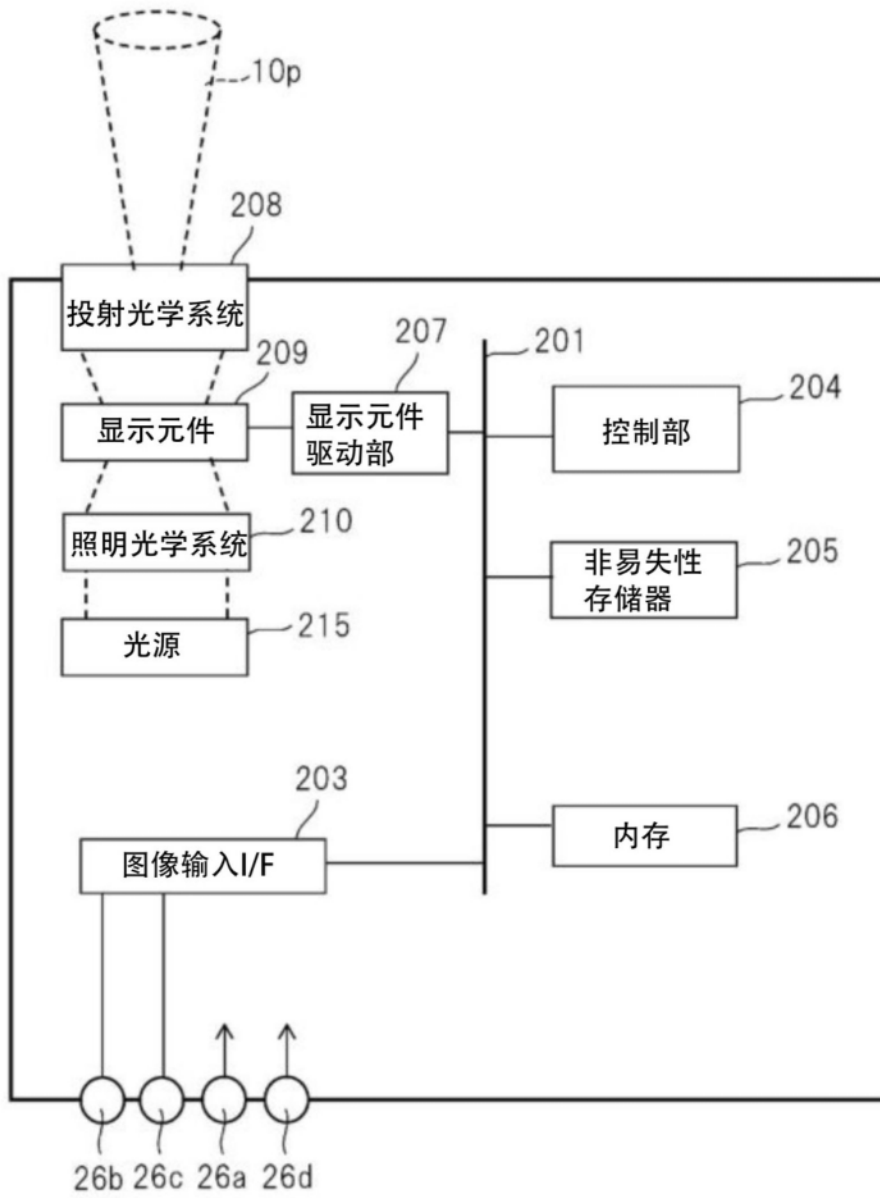 10p
208
投射光学系统
209
207
201
204
显示元件
显示元件
驱动部
控制部
210
照明光学系统
205
非易失性
存储器
215
光源
203
图像输入I/F
206
内存
26b 26c 26a 26d